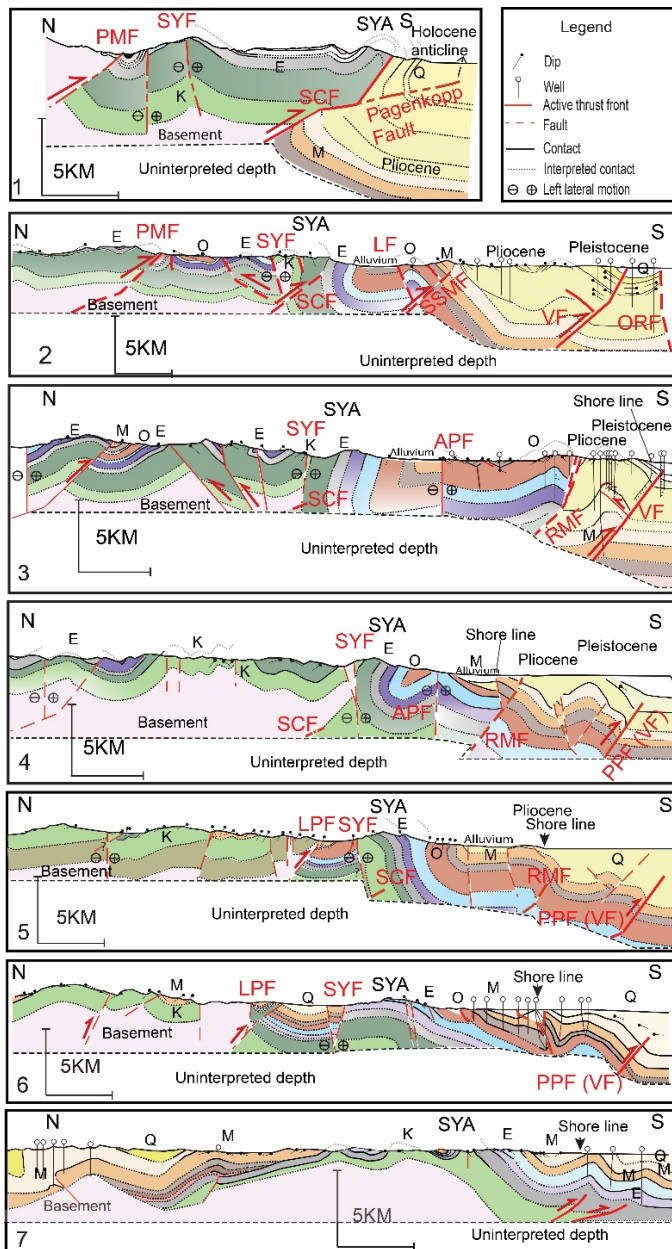 N
SYF
SYA
S
Holocene
anticline
PMF
E
Q
K
SCF
Pagenkopp
Fault
Basement
M
Pliocene
5KM
Uninterpreted depth
1
Legend
Dip
Well
Active thrust front
Fault
Contact
Interpreted contact
Left lateral motion
N
SYA
S
E
PMF
O
E
SYF
E
LF
O
M
Pliocene
Pleistocene
K
Alluvium
Q
SCF
SSMF
VF
ORF
Basement
5KM
Uninterpreted depth
2
N
SYA
Shore line
S
E
M
O
E
SYF
K
E
APF
O
Pleistocene
Pliocene
Alluvium
Basement
SCF
RMF
VF
M
5KM
Uninterpreted depth
3
N
SYA
S
E
K
SYF
E
Shore line
Pleistocene
O
M
Pliocene
K
Alluvium
APF
Basement
SCF
RMF
PPF (VF)
5KM
Uninterpreted depth
4
N
SYA
Pliocene
S
K
LPF
SYF
E
Shore line
Alluvium
O
M
Q
?
Basement
SCF
RMF
PPF (VF)
5KM
Uninterpreted depth
5
N
S
M
LPF
Q
SYF
SYA
E
O
M
Shore line
Q
K
Basement
PPF (VF)
5KM
Uninterpreted depth
6
N
SYA
Shore line
S
Q
M
K
E
M
Q
M
M
M
E
Basement
5KM
Uninterpreted depth
7